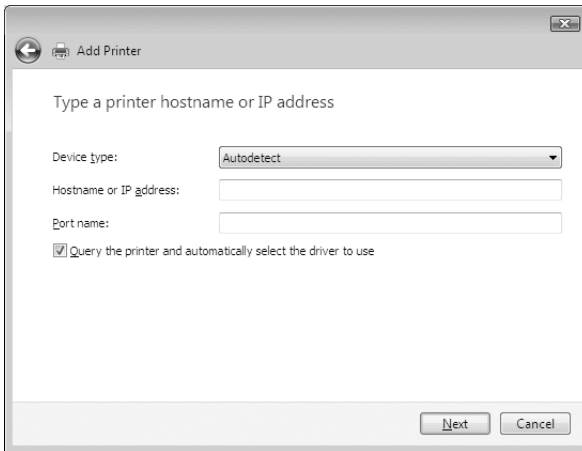 Add Printer
Type a printer hostname or IP address
Device type: Autodetect
Hostname or IP address:
Port name:
Query the printer and automatically select the driver to use
Next Cancel